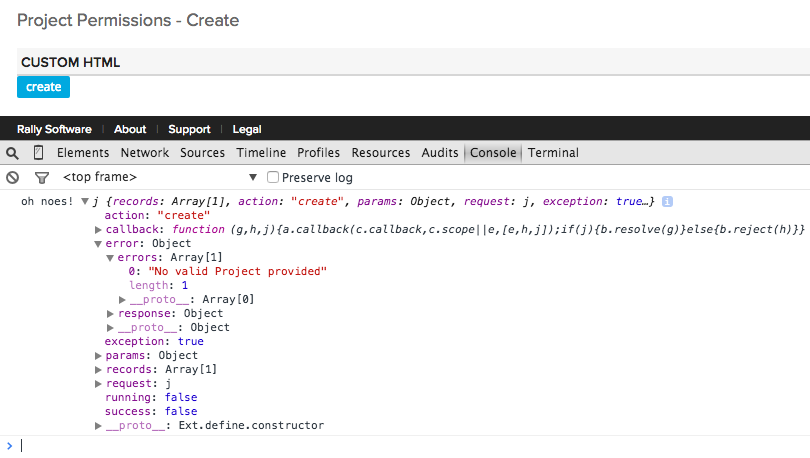 Project Permissions - Create
CUSTOM HTML
create
Rally Software | About | Support | Legal
Elements Network Sources Timeline Profiles Resources Audits Console Terminal
<top frame> ▼ Preserve log
oh noes! ▼j {records: Array[1], action: "create", params: Object, request: j, exception: true…} i
action: "create"
▶callback: function (g,h,j){a.callback(c.callback,c.scope||e,[e,h,j]);if(j){b.resolve(g)}else{b.reject(h)}}
▼error: Object
▼errors: Array[1]
0: "No valid Project provided"
length: 1
▶__proto__: Array[0]
▶response: Object
▶__proto__: Object
exception: true
▶params: Object
▶records: Array[1]
▶request: j
running: false
success: false
▶__proto__: Ext.define.constructor
>